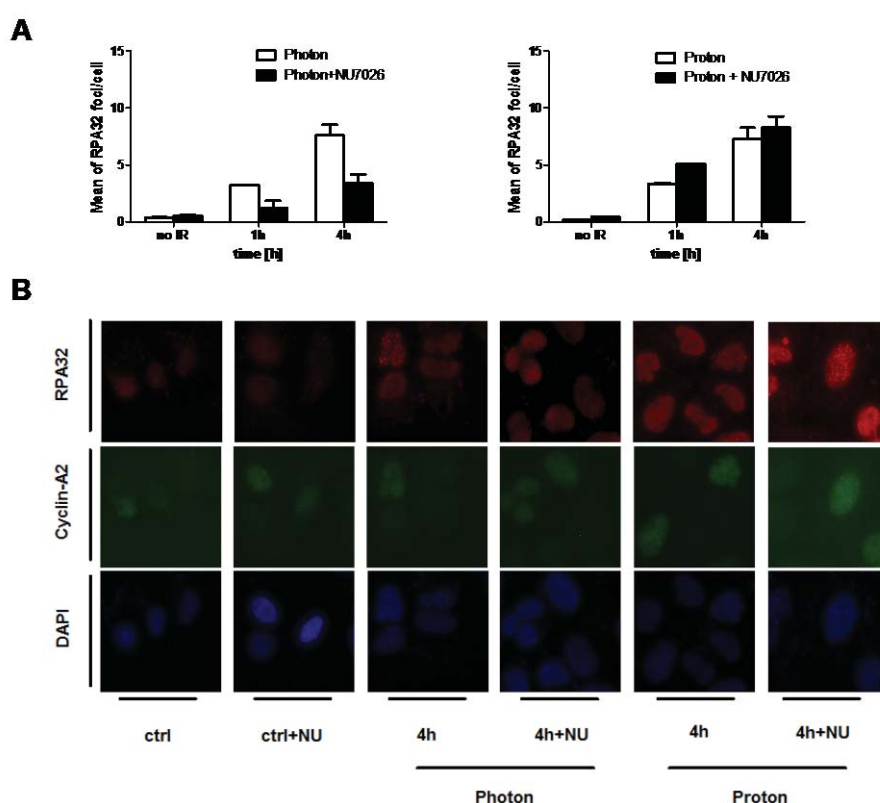 A
15
10
5
0
Mean of RPA32 foci/cell
Photon
Photon+NU7026
no IR
1h
4h
time [h]
15
10
5
0
Mean of RPA32 foci/cell
Proton
Proton + NU7026
no IR
1h
4h
time [h]
B
RPA32
Cyclin-A2
DAPI
ctrl
ctrl+NU
4h
4h+NU
4h
4h+NU
Photon
Proton